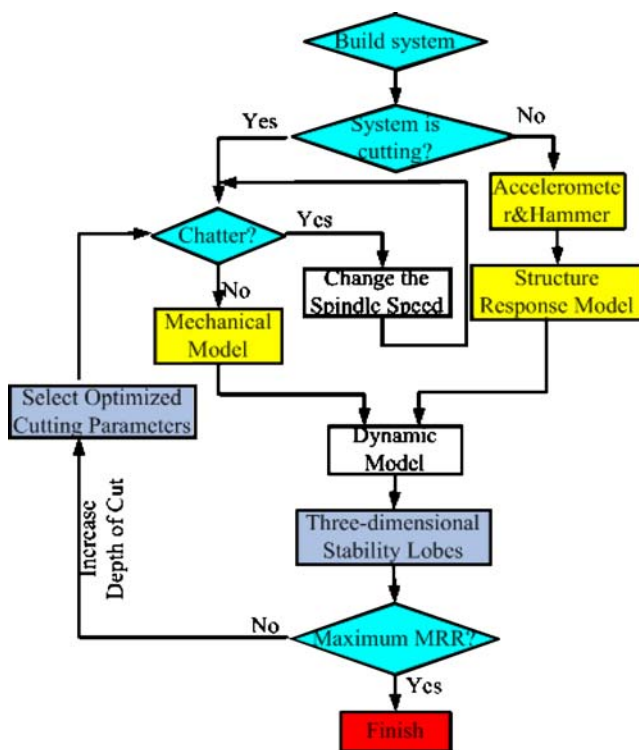 Build system
Yes
No
System is
cutting?
Acceleromete
r&Hammer
Chatter?
Yes
Change the
Spindle Speed
Structure
Response Model
No
Mechanical
Model
Select Optimized
Cutting Parameters
Dynamic
Model
Increase
Depth of Cut
Three-dimensional
Stability Lobes
No
Maximum MRR?
Yes
Finish